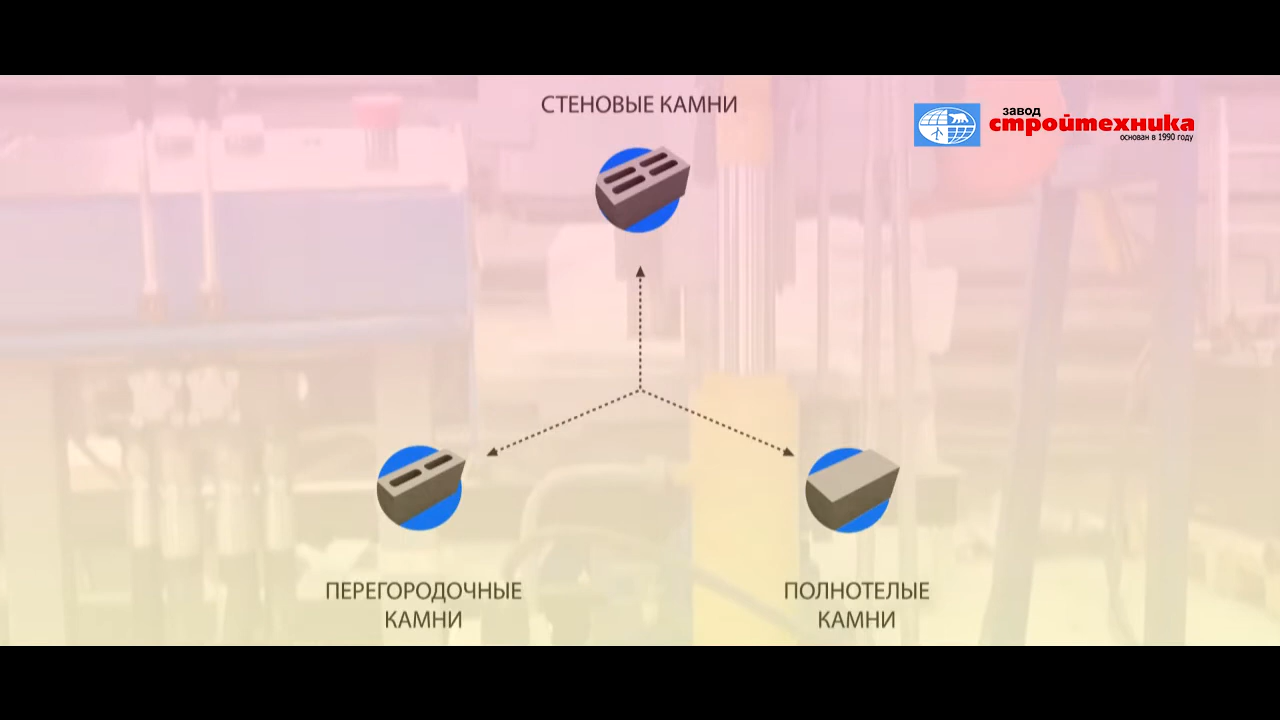 СТЕНОВЫЕ КАМНИ
завод
стройтехника
основан в 1990 году
ПЕРЕГОРОДОЧНЫЕ
КАМНИ
ПОЛНОТЕЛЫЕ
КАМНИ